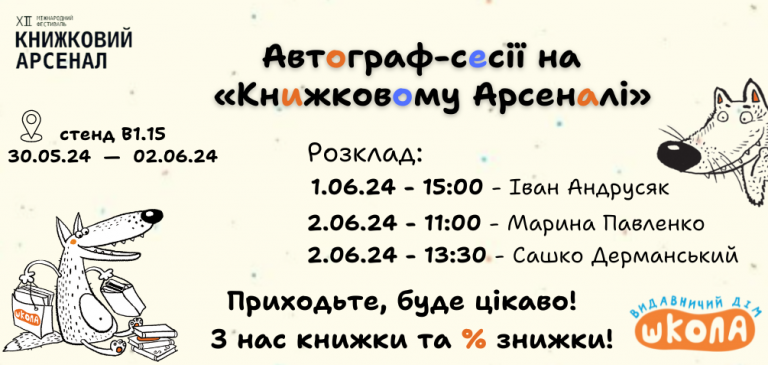 XII МІЖНАРОДНИЙ
ФЕСТИВАЛЬ
КНИЖКОВИЙ
АРСЕНАЛ
Автограф-сесії на
«Книжковому Арсеналі»
стенд B1.15
30.05.24 — 02.06.24
Розклад:
1.06.24 - 15:00 - Іван Андрусяк
2.06.24 - 11:00 - Марина Павленко
2.06.24 - 13:30 - Сашко Дерманський
ШКОЛА
Приходьте, буде цікаво!
З нас книжки та % знижки!
ВИДАВНИЧИЙ ДІМ
ШКОЛА